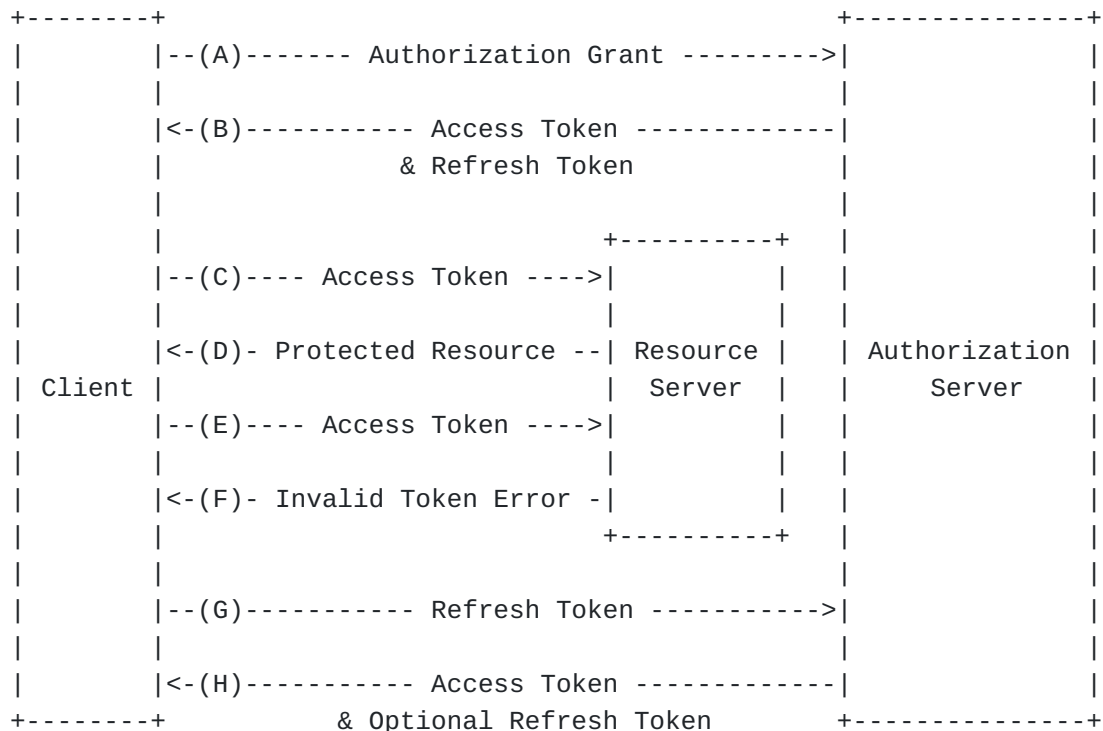 +--------+                                           +---------------+
|        |--(A)------- Authorization Grant --------->|               |
|        |                                           |               |
|        |<-(B)----------- Access Token -------------|               |
|        |               & Refresh Token             |               |
|        |                                           |               |
|        |                            +----------+   |               |
|        |--(C)---- Access Token ---->|          |   |               |
|        |                            |          |   |               |
|        |<-(D)- Protected Resource --| Resource |   | Authorization |
| Client |                            |  Server  |   |     Server    |
|        |--(E)---- Access Token ---->|          |   |               |
|        |                            |          |   |               |
|        |<-(F)- Invalid Token Error -|          |   |               |
|        |                            +----------+   |               |
|        |                                           |               |
|        |--(G)----------- Refresh Token ----------->|               |
|        |                                           |               |
|        |<-(H)----------- Access Token -------------|               |
+--------+           & Optional Refresh Token        +---------------+